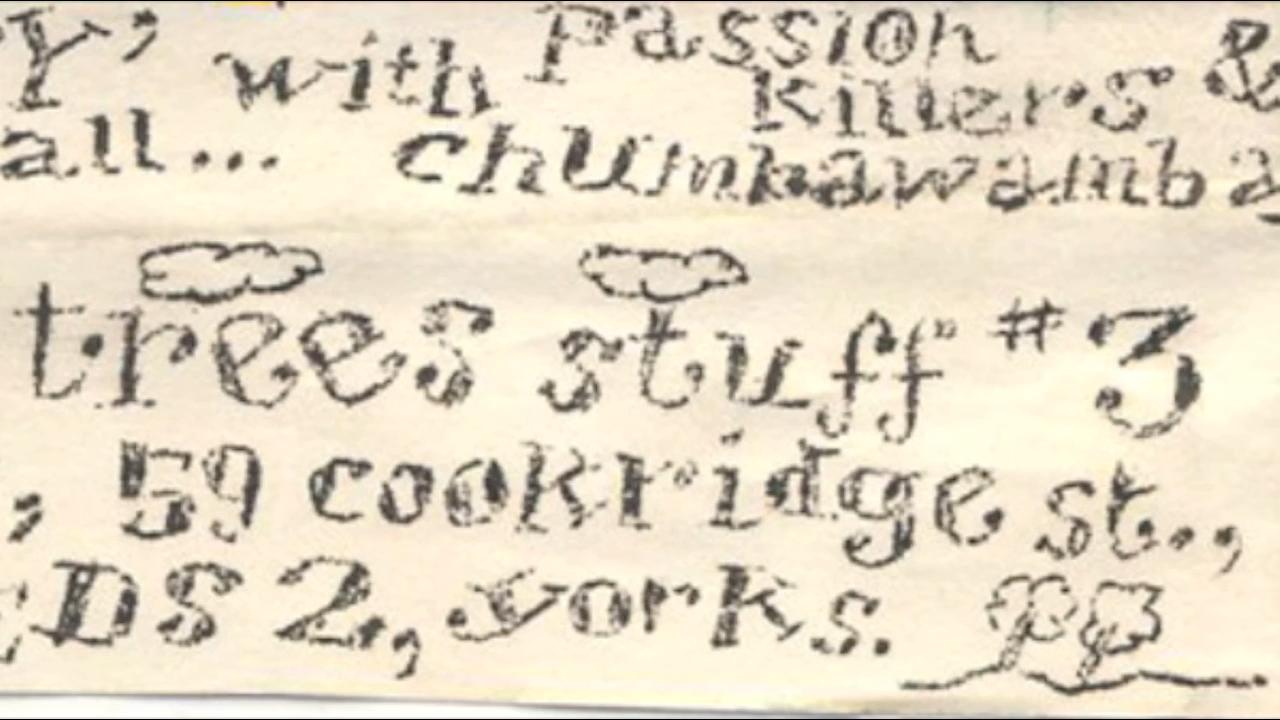 Y' with Passion
Killers &
all... chumbawamba
trees stuff #3
, 59 cookridge st.,
DS 2, yorks.